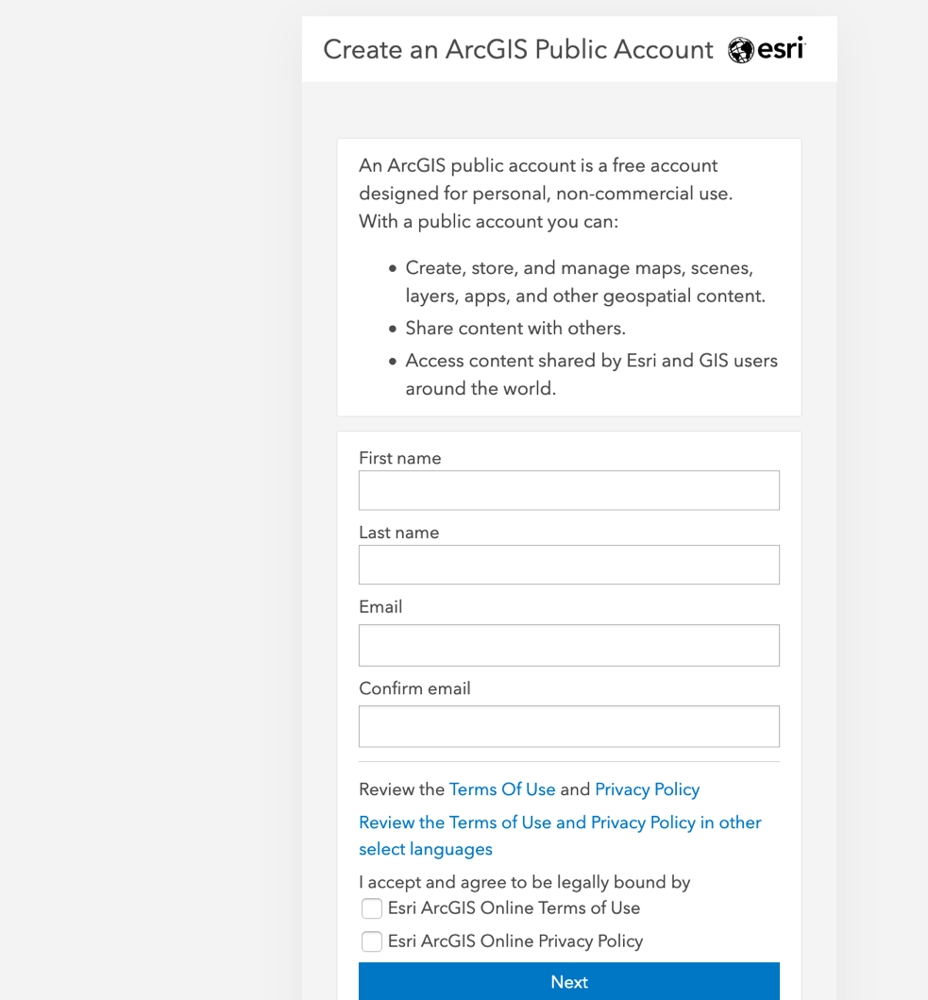 Create an ArcGIS Public Account esri
An ArcGIS public account is a free account
designed for personal, non-commercial use.
With a public account you can:
• Create, store, and manage maps, scenes,
layers, apps, and other geospatial content.
• Share content with others.
• Access content shared by Esri and GIS users
around the world.
First name
Last name
Email
Confirm email
Review the Terms Of Use and Privacy Policy
Review the Terms of Use and Privacy Policy in other
select languages
I accept and agree to be legally bound by
Esri ArcGIS Online Terms of Use
Esri ArcGIS Online Privacy Policy
Next